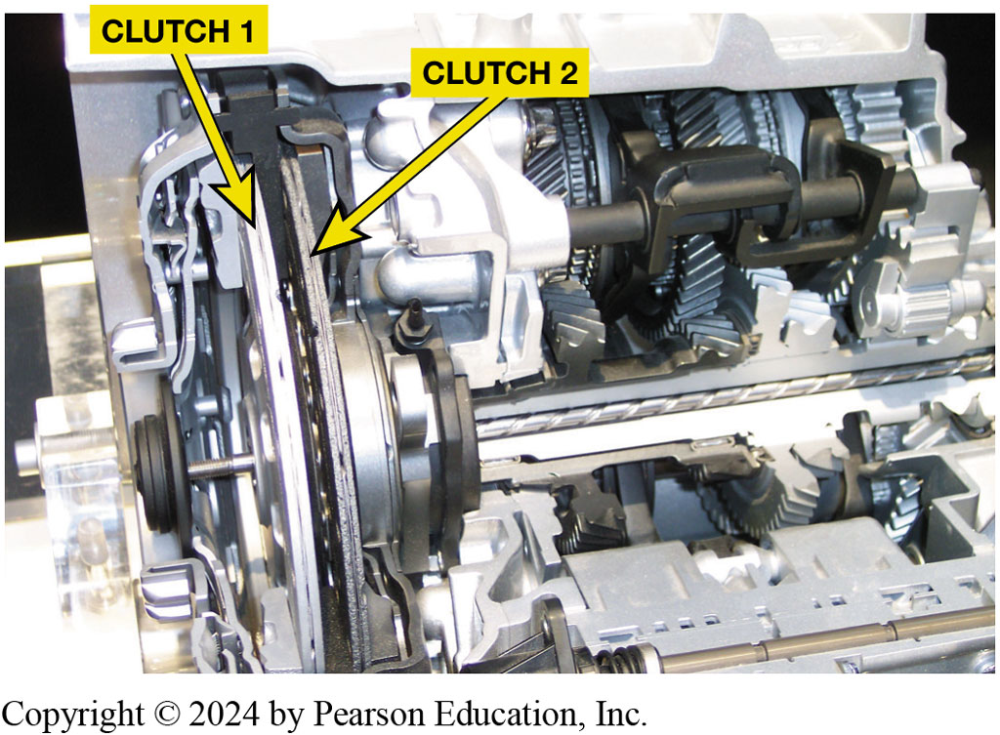 CLUTCH 1
CLUTCH 2
Copyright © 2024 by Pearson Education, Inc.